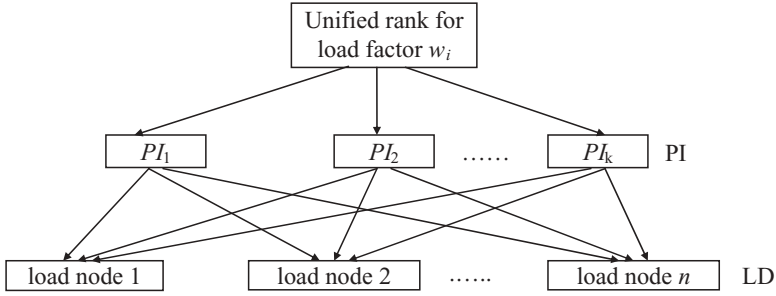 Unified rank for
load factor wᵢ
PI₁ PI₂ ...... PIₖ PI
load node 1 load node 2 ...... load node n LD